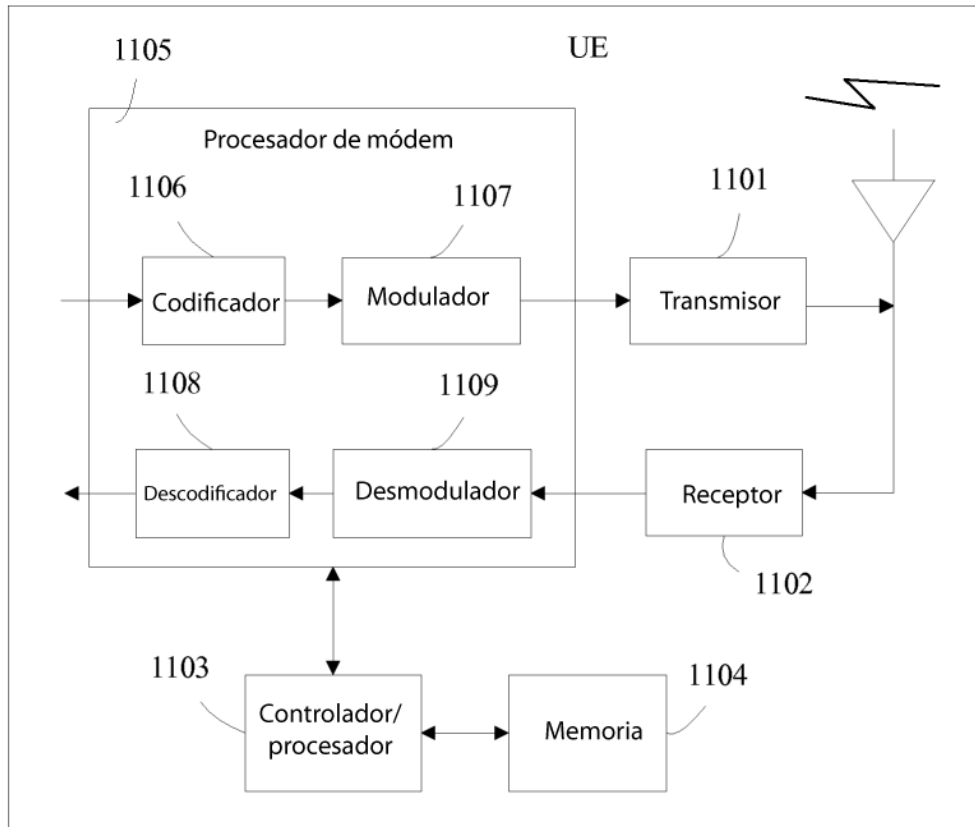 1105
UE
Procesador de módem
1106
1107
1101
Codificador
Modulador
Transmisor
1108
1109
Descodificador
Desmodulador
Receptor
1102
1103
1104
Controlador/
procesador
Memoria